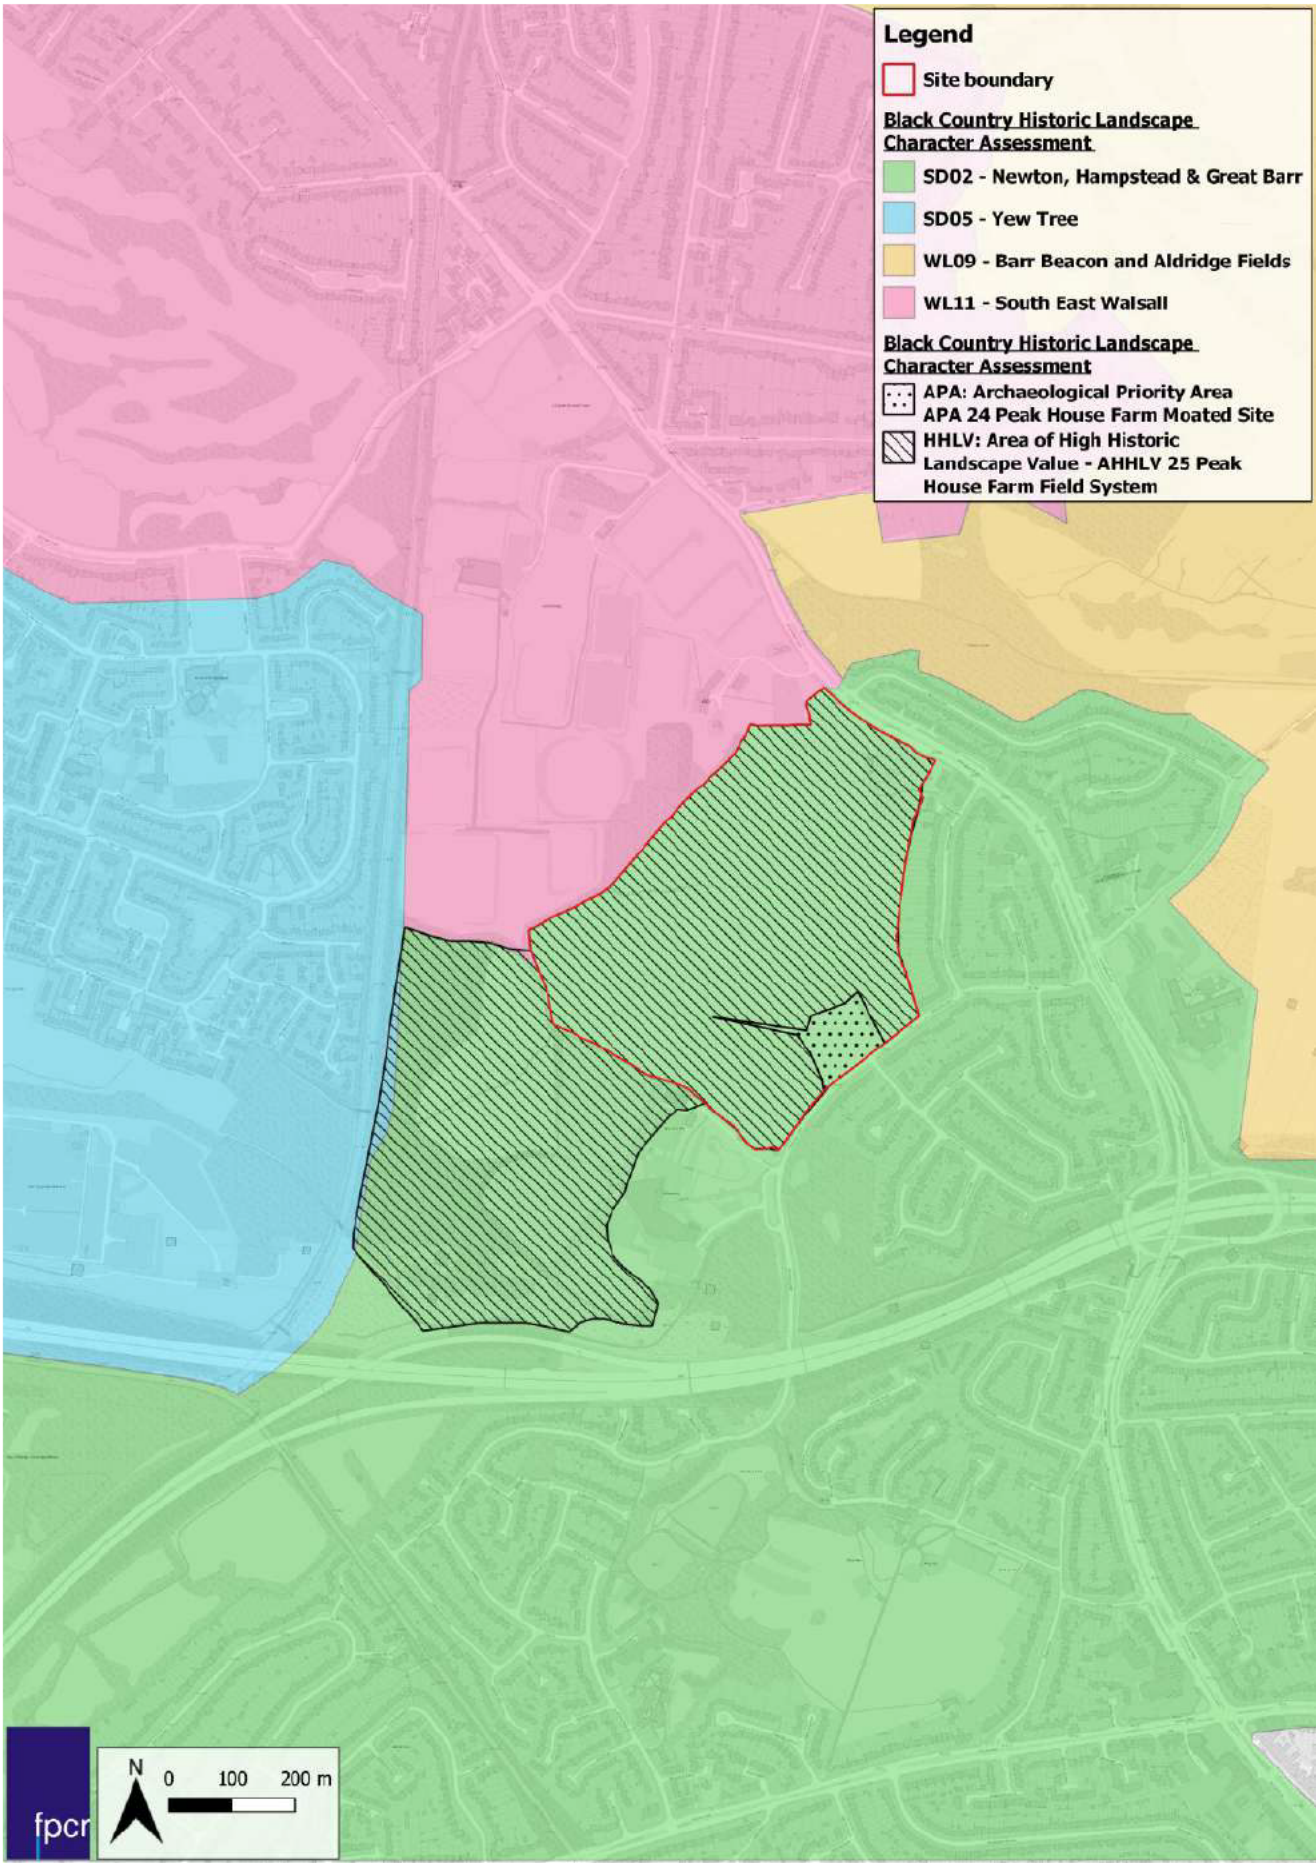 Legend
Site boundary
Black Country Historic Landscape
Character Assessment
SD02 - Newton, Hampstead & Great Barr
SD05 - Yew Tree
WL09 - Barr Beacon and Aldridge Fields
WL11 - South East Walsall
Black Country Historic Landscape
Character Assessment
APA: Archaeological Priority Area
APA 24 Peak House Farm Moated Site
HHLV: Area of High Historic
Landscape Value - AHHLV 25 Peak
House Farm Field System
fpcr
N
0 100 200 m